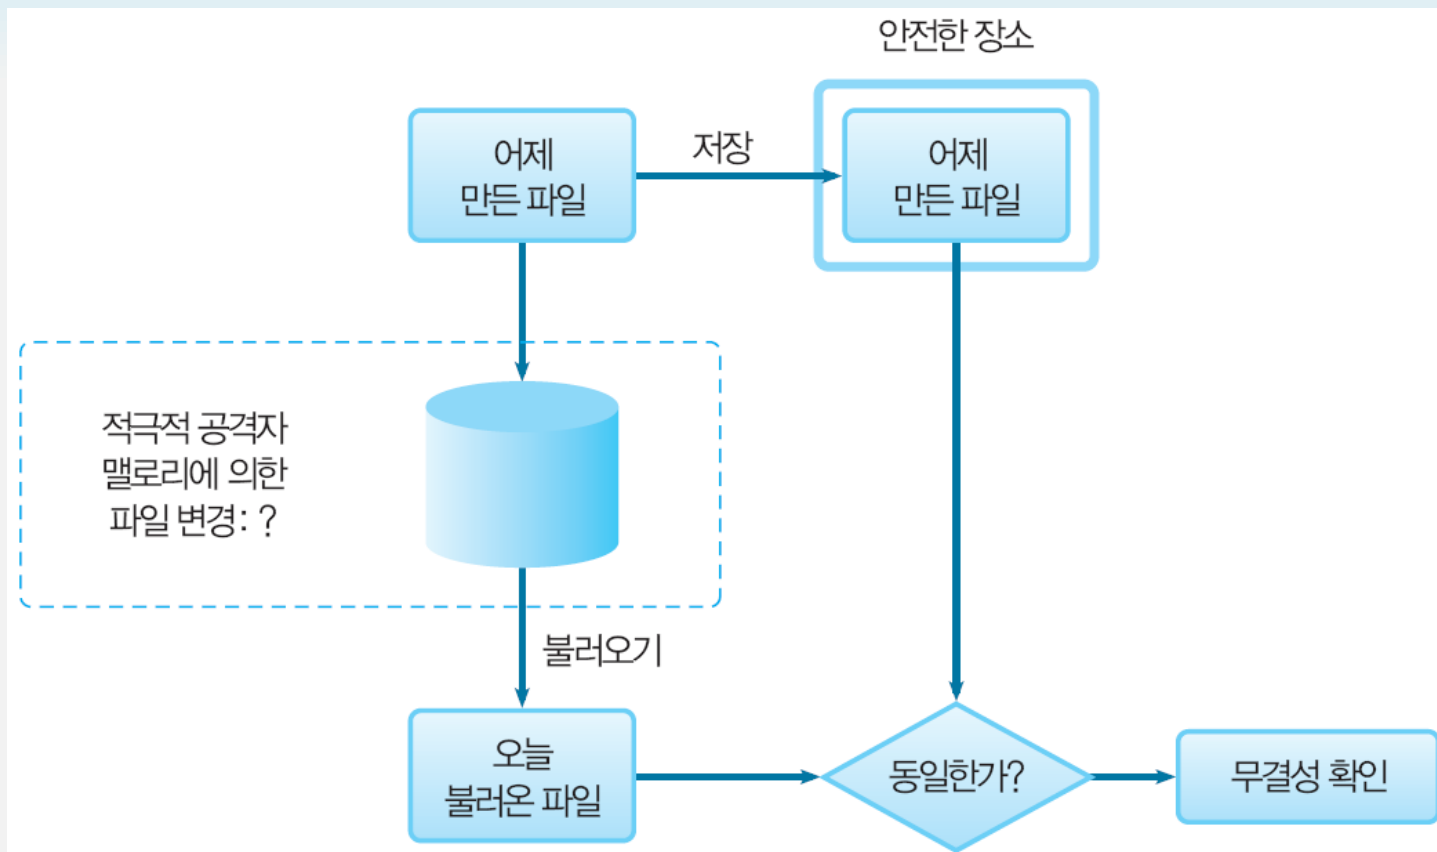 안전한 장소
어제
만든 파일
저장
어제
만든 파일
적극적 공격자
맬로리에 의한
파일 변경: ?
불러오기
오늘
불러온 파일
동일한가?
무결성 확인